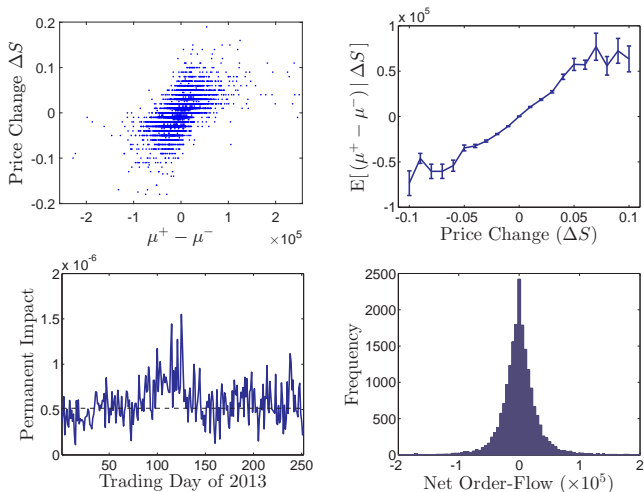 Price Change ΔS
0.2
0.1
0
-0.1
-0.2
-2 -1 0 1 2
μ⁺ − μ⁻
×10⁵
E[(μ⁺ − μ⁻)| ΔS]
1 x 10⁵
0.5
0
-0.5
-1
-0.1 -0.05 0 0.05 0.1
Price Change (ΔS)
Permanent Impact
2 x 10⁻⁶
1.5
1
0.5
0
50 100 150 200 250
Trading Day of 2013
Frequency
2500
2000
1500
1000
500
0
-2 -1 0 1 2
Net Order-Flow (×10⁵)